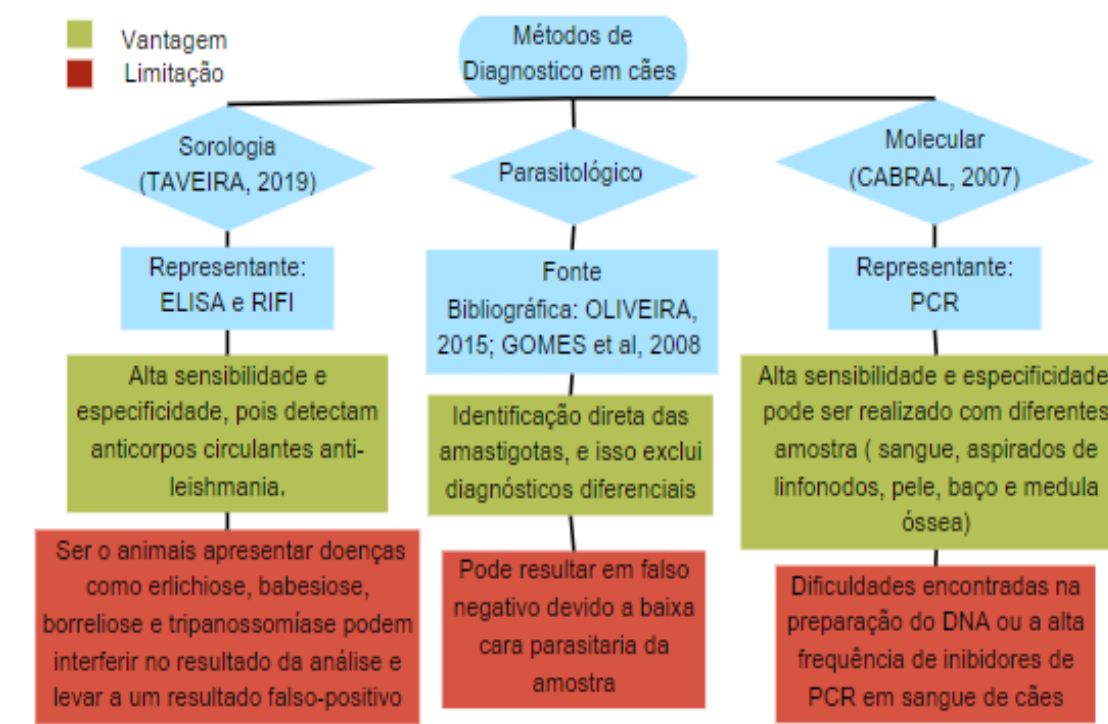 Vantagem
Limitação
Métodos de
Diagnostico em cães
Sorologia
(TAVEIRA, 2019)
Representante:
ELISA e RIFI
Alta sensibilidade e
especificidade, pois detectam
anticorpos circulantes anti-
leishmania.
Ser o animais apresentar doenças
como erlichiose, babesiose,
borreliose e tripanossomíase podem
interferir no resultado da análise e
levar a um resultado falso-positivo
Parasitológico
Fonte
Bibliográfica: OLIVEIRA,
2015; GOMES et al, 2008
Identificação direta das
amastigotas, e isso exclui
diagnósticos diferenciais
Pode resultar em falso
negativo devido a baixa
cara parasitaria da
amostra
Molecular
(CABRAL, 2007)
Representante:
PCR
Alta sensibilidade e especificidade
pode ser realizado com diferentes
amostra ( sangue, aspirados de
linfonodos, pele, baço e medula
óssea)
Dificuldades encontradas na
preparação do DNA ou a alta
frequência de inibidores de
PCR em sangue de cães